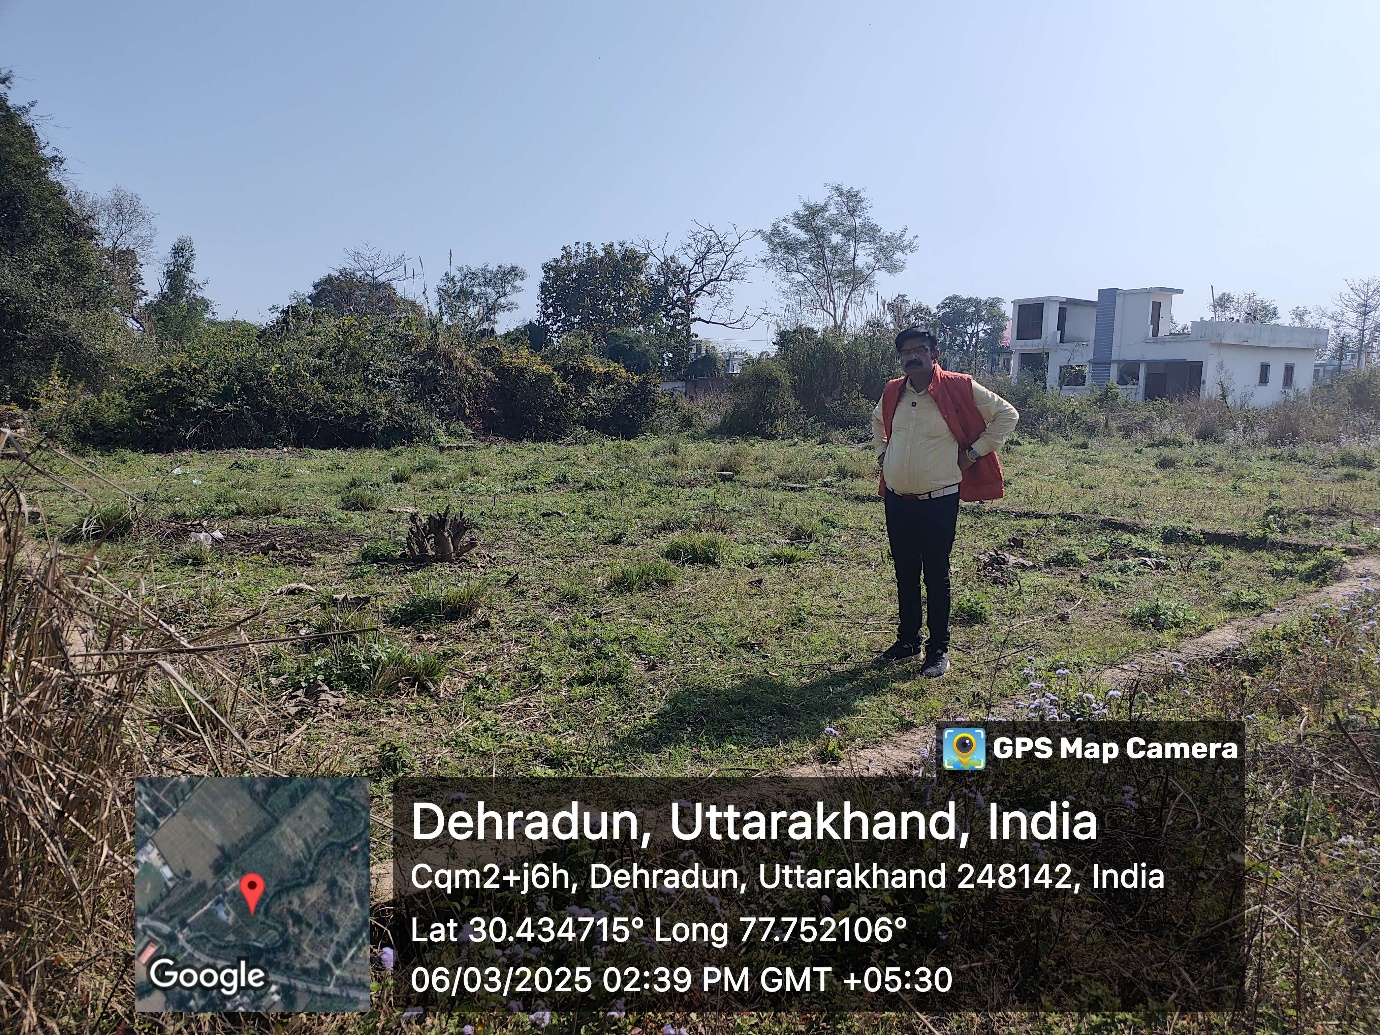 GPS Map Camera
Dehradun, Uttarakhand, India
Cqm2+j6h, Dehradun, Uttarakhand 248142, India
Lat 30.434715° Long 77.752106°
06/03/2025 02:39 PM GMT +05:30
Google